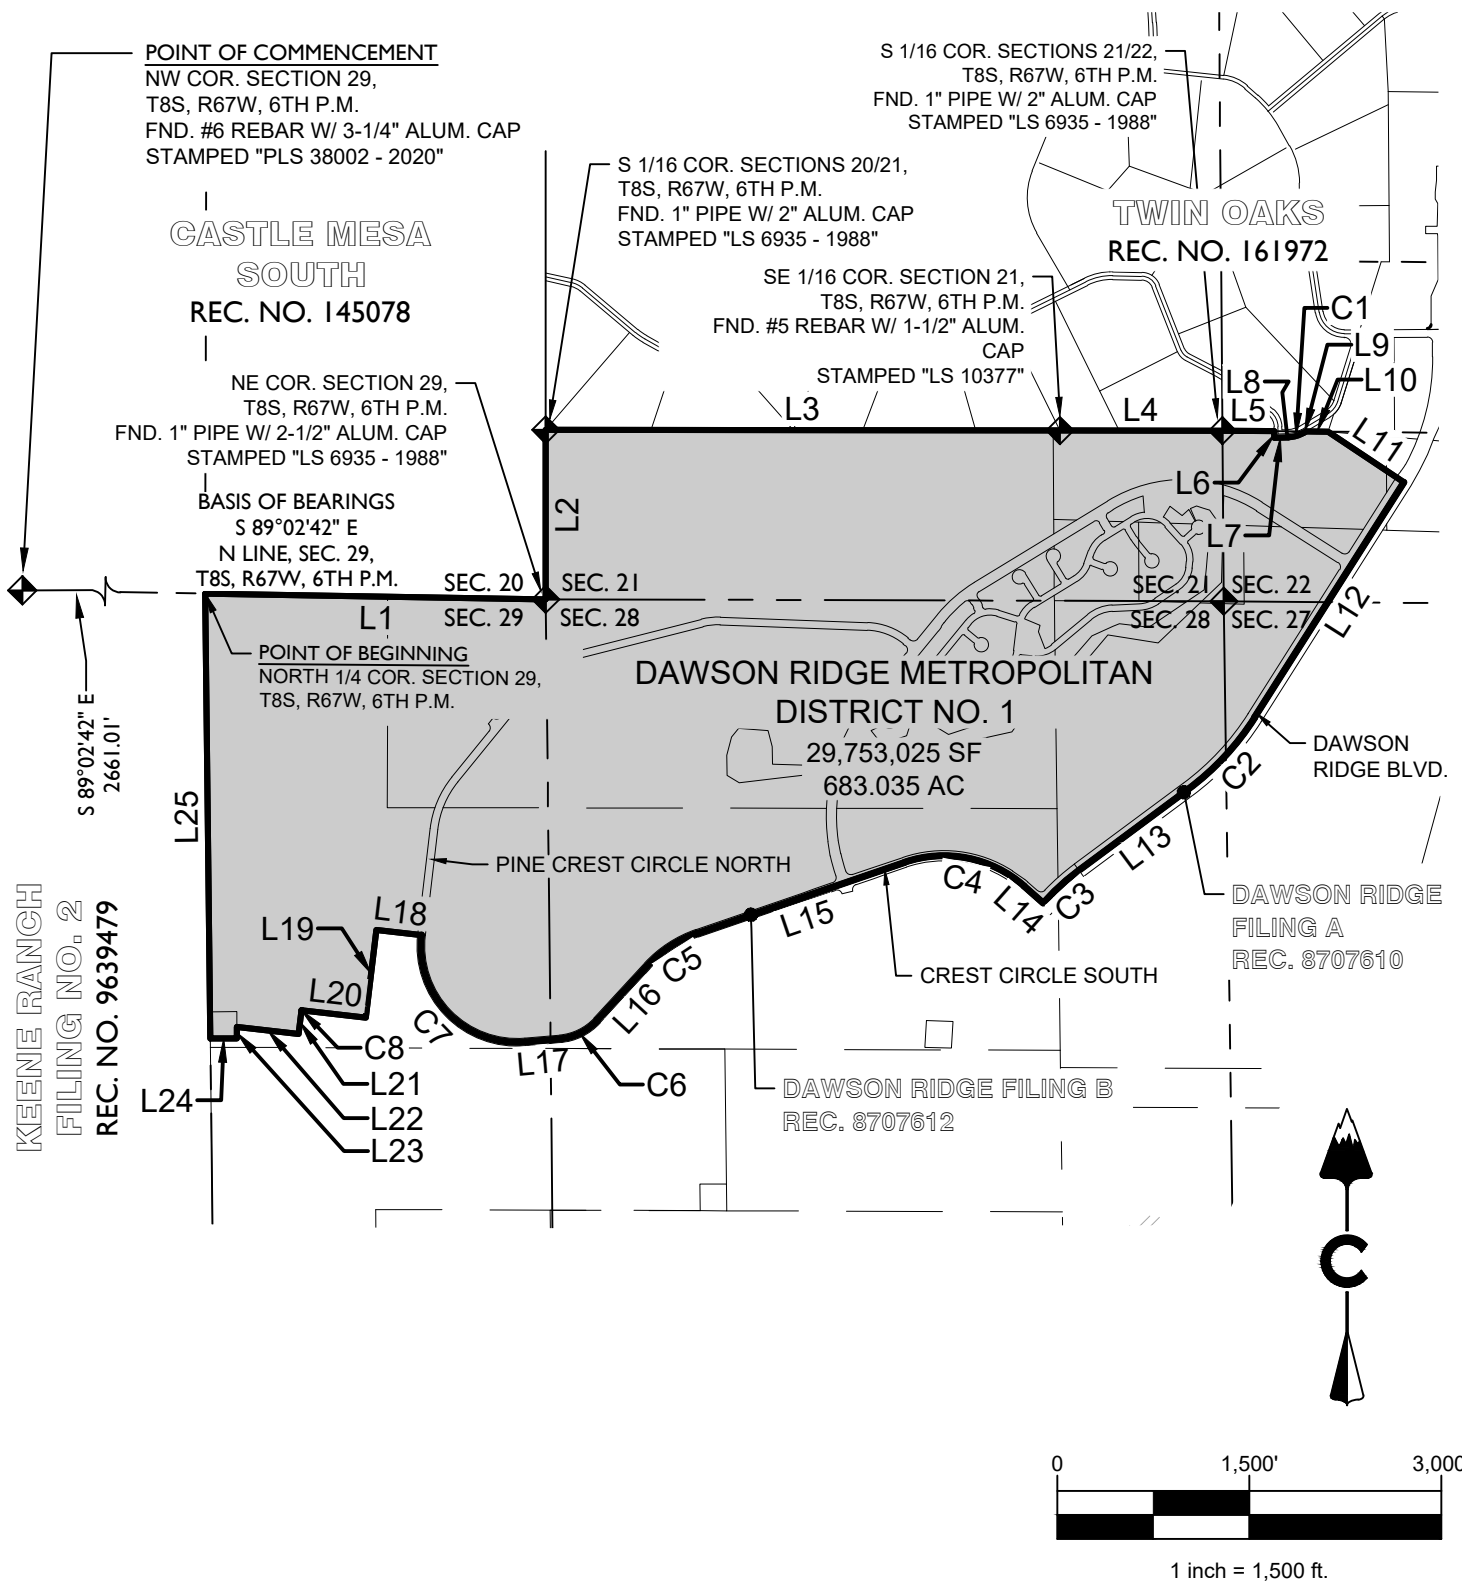 POINT OF COMMENCEMENT
NW COR. SECTION 29,
T8S, R67W, 6TH P.M.
FND. #6 REBAR W/ 3-1/4" ALUM. CAP
STAMPED "PLS 38002 - 2020"
S 1/16 COR. SECTIONS 21/22,
T8S, R67W, 6TH P.M.
FND. 1" PIPE W/ 2" ALUM. CAP
STAMPED "LS 6935 - 1988"
S 1/16 COR. SECTIONS 20/21,
T8S, R67W, 6TH P.M.
FND. 1" PIPE W/ 2" ALUM. CAP
STAMPED "LS 6935 - 1988"
CASTLE MESA
SOUTH
REC. NO. 145078
TWIN OAKS
REC. NO. 161972
SE 1/16 COR. SECTION 21,
T8S, R67W, 6TH P.M.
FND. #5 REBAR W/ 1-1/2" ALUM.
CAP
STAMPED "LS 10377"
C1
L9
L10
L8
NE COR. SECTION 29,
T8S, R67W, 6TH P.M.
FND. 1" PIPE W/ 2-1/2" ALUM. CAP
STAMPED "LS 6935 - 1988"
L3
L4
L5
L11
L6
L7
L2
BASIS OF BEARINGS
S 89°02'42" E
N LINE, SEC. 29,
T8S, R67W, 6TH P.M.
SEC. 20
SEC. 21
SEC. 29
SEC. 28
SEC. 21
SEC. 22
SEC. 28
SEC. 27
L1
L12
POINT OF BEGINNING
NORTH 1/4 COR. SECTION 29,
T8S, R67W, 6TH P.M.
DAWSON RIDGE METROPOLITAN
DISTRICT NO. 1
29,753,025 SF
683.035 AC
S 89°02'42" E
2661.01'
DAWSON
RIDGE BLVD.
C2
L25
PINE CREST CIRCLE NORTH
L13
C4
C3
L14
L15
DAWSON RIDGE
FILING A
REC. 8707610
KEENE RANCH
FILING NO. 2
REC. NO. 9639479
L18
L19
C5
CREST CIRCLE SOUTH
L20
L16
C7
C8
L17
C6
L21
L24
L22
L23
DAWSON RIDGE FILING B
REC. 8707612
C
0
1,500'
3,000
1 inch = 1,500 ft.